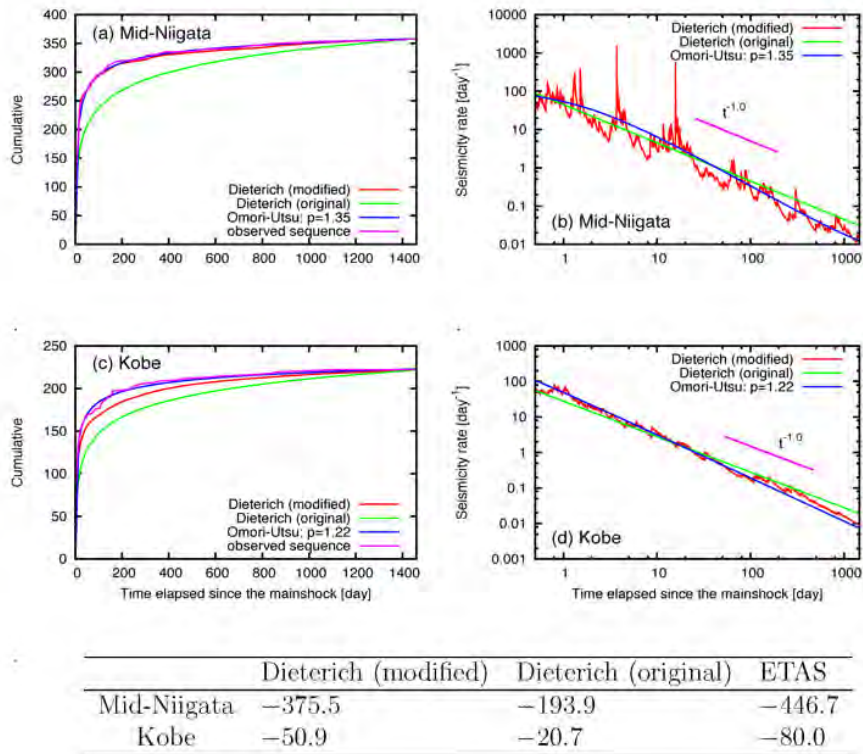 (a) Mid-Niigata
Cumulative
400
350
300
250
200
150
100
50
0
Dieterich (modified)
Dieterich (original)
Omori-Utsu: p=1.35
observed sequence
0 200 400 600 800 1000 1200 1400
Seismicity rate [day⁻¹]
10000
1000
100
10
1
0.1
0.01
Dieterich (modified)
Dieterich (original)
Omori-Utsu: p=1.35
t⁻¹·⁰
(b) Mid-Niigata
1 10 100 1000
(c) Kobe
Cumulative
250
200
150
100
50
0
Dieterich (modified)
Dieterich (original)
Omori-Utsu: p=1.22
observed sequence
0 200 400 600 800 1000 1200 1400
Time elapsed since the mainshock [day]
Seismicity rate [day⁻¹]
1000
100
10
1
0.1
0.01
0.001
Dieterich (modified)
Dieterich (original)
Omori-Utsu: p=1.22
t⁻¹·⁰
(d) Kobe
1 10 100 1000
Time elapsed since the mainshock [day]
Dieterich (modified) Dieterich (original) ETAS
Mid-Niigata −375.5 −193.9 −446.7
Kobe −50.9 −20.7 −80.0